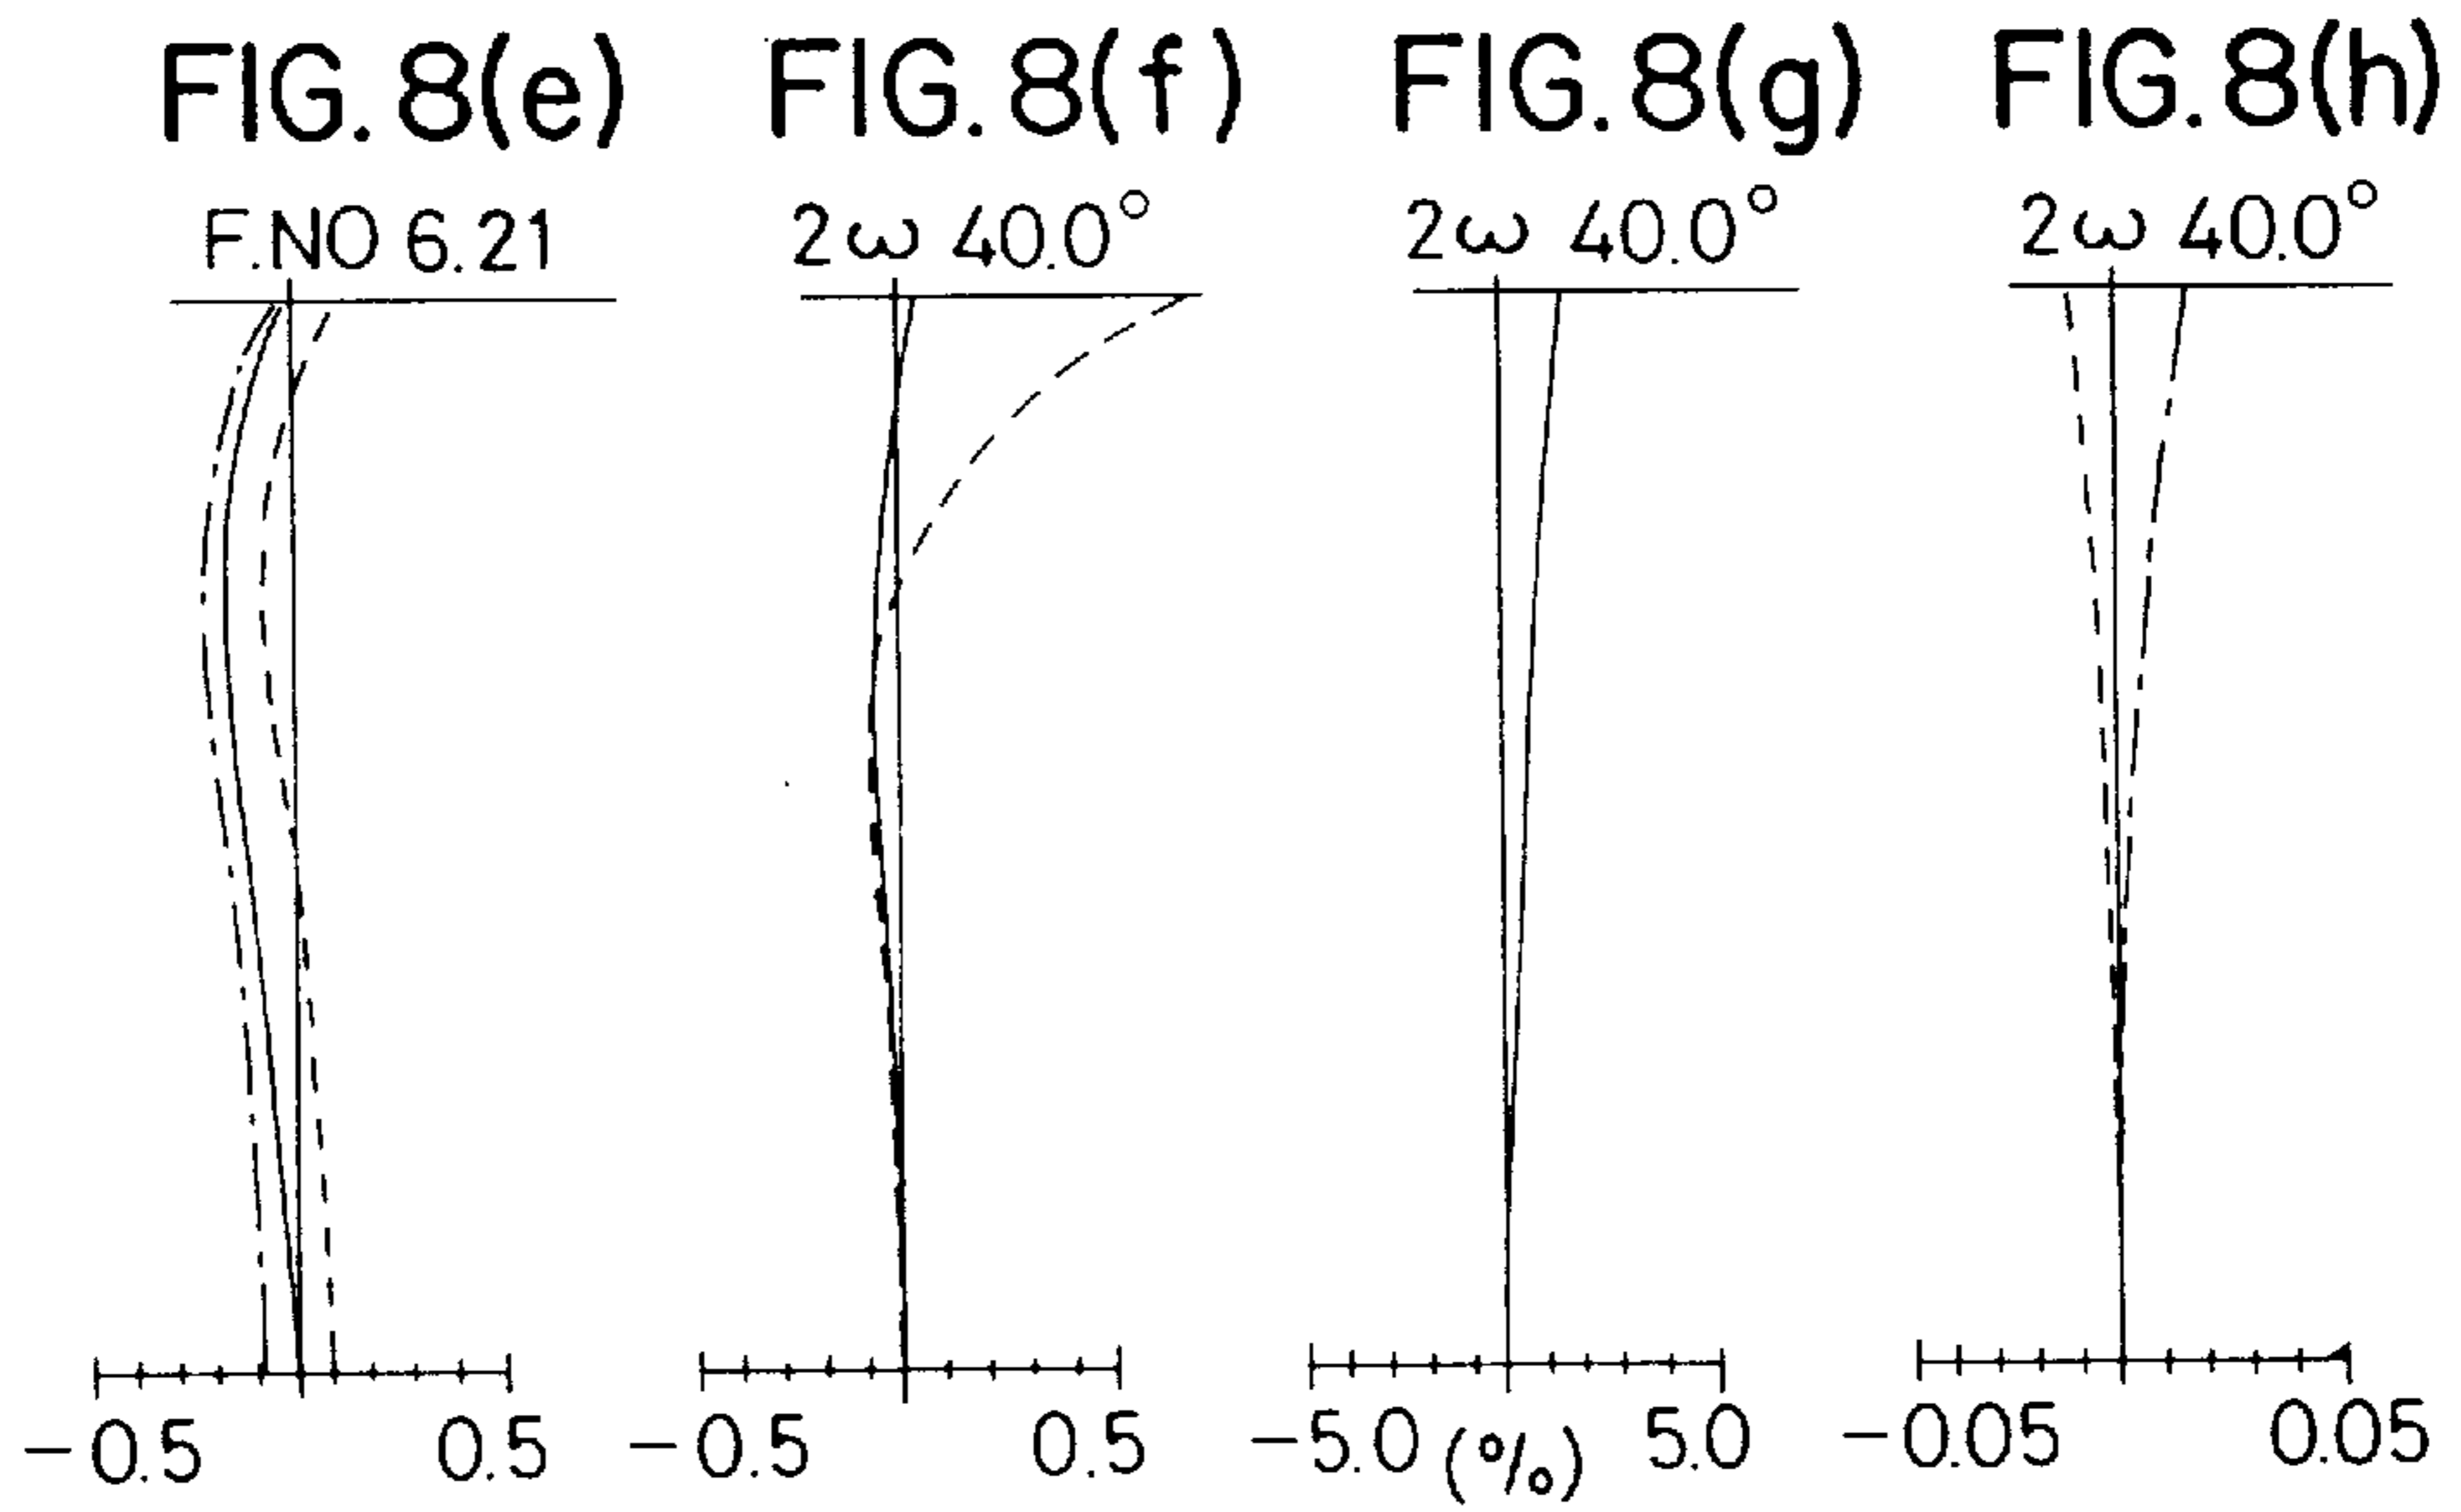 FIG.8(e) FIG.8(f) FIG.8(g) FIG.8(h)
F.NO 6.21 2ω 40.0° 2ω 40.0° 2ω 40.0°
-0.5 0.5 -0.5 0.5 -5.0 (%) 5.0 -0.05 0.05